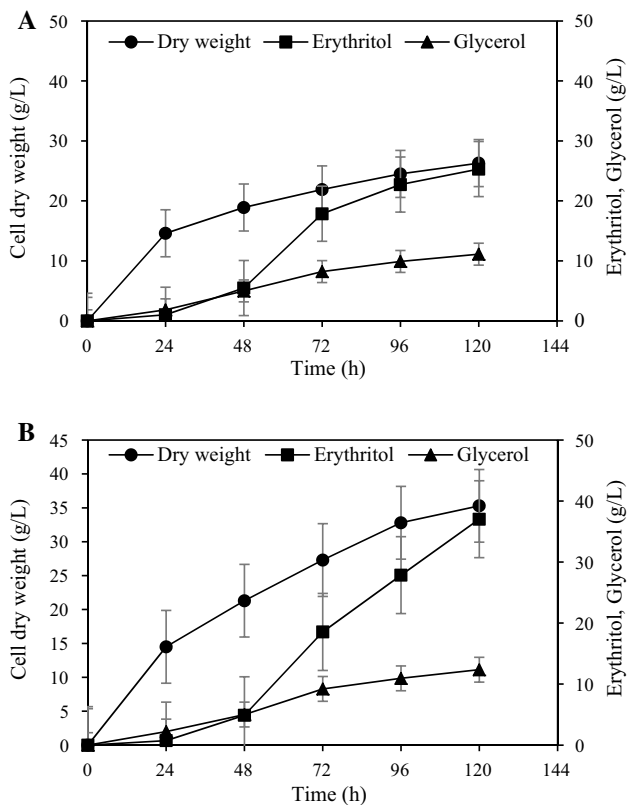 A
Dry weight Erythritol Glycerol
Cell dry weight (g/L)
50
40
30
20
10
0
Erythritol, Glycerol (g/L)
50
40
30
20
10
0
0 24 48 72 96 120 144
Time (h)
B
Dry weight Erythritol Glycerol
Cell dry weight (g/L)
45
40
35
30
25
20
15
10
5
0
Erythritol, Glycerol (g/L)
50
40
30
20
10
0
0 24 48 72 96 120 144
Time (h)